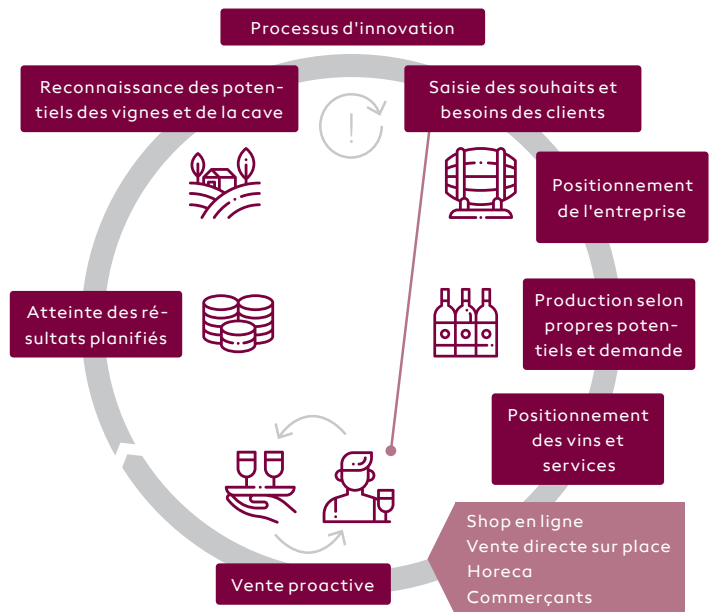 Processus d'innovation
Reconnaissance des poten-
tiels des vignes et de la cave
Saisie des souhaits et
besoins des clients
Positionnement
de l'entreprise
Atteinte des ré-
sultats planifiés
Production selon
propres poten-
tiels et demande
Positionnement
des vins et
services
Shop en ligne
Vente directe sur place
Horeca
Commerçants
Vente proactive